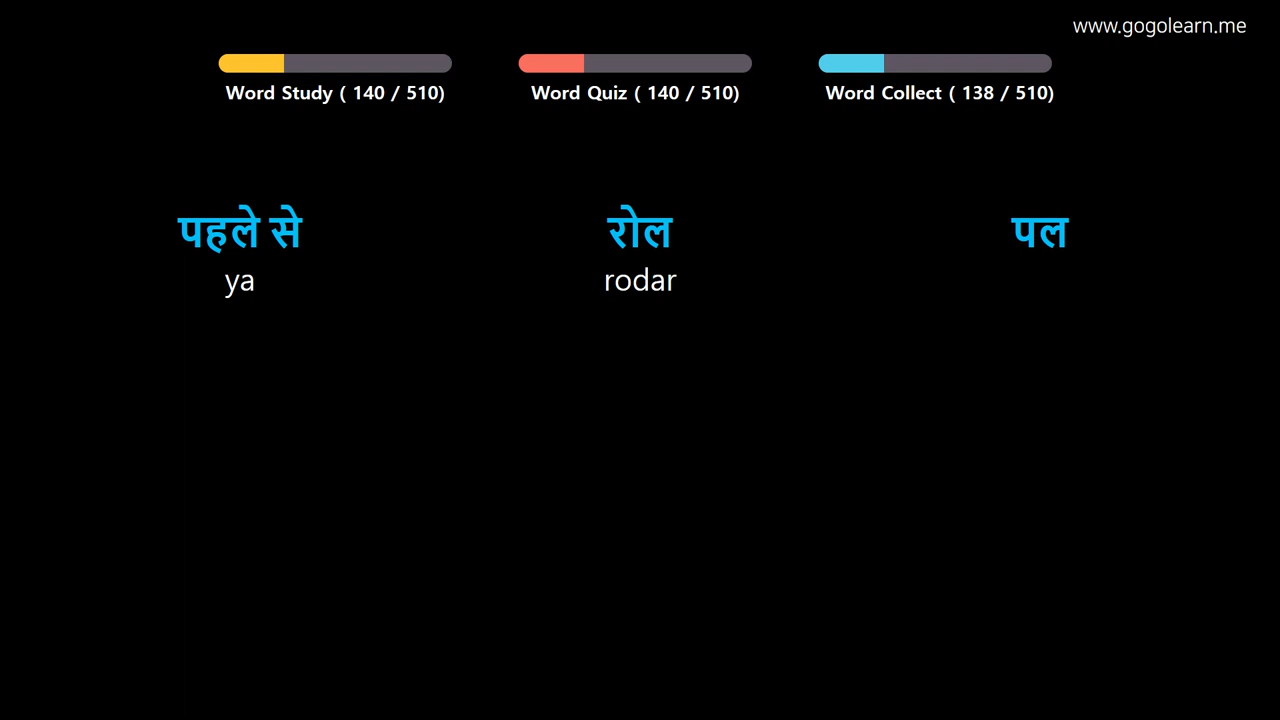 www.gogolearn.me
Word Study ( 140 / 510)
Word Quiz ( 140 / 510)
Word Collect ( 138 / 510)
पहले से
ya
रोल
rodar
पल